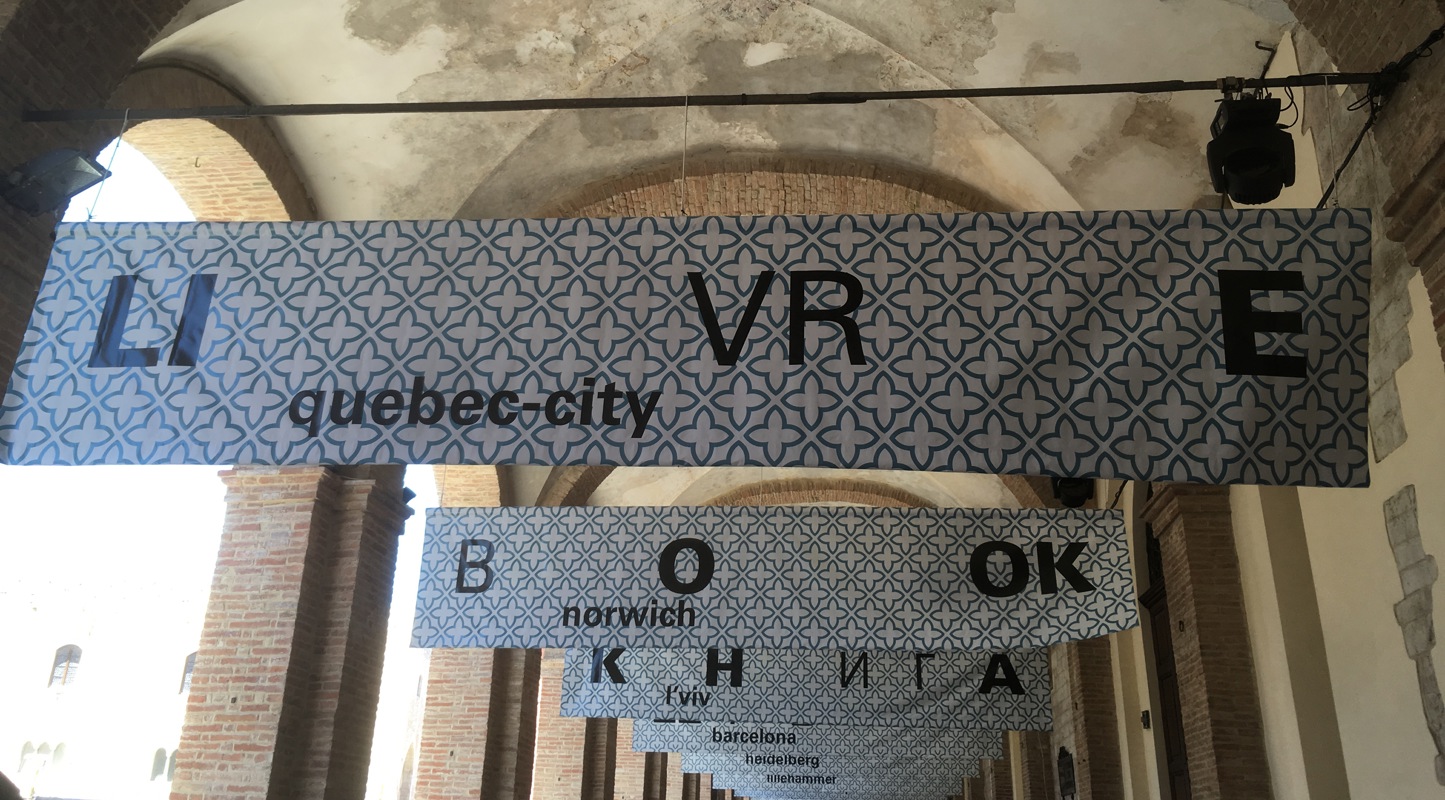 LI VR E
quebec-city
B O OK
norwich
К Н И Г А
l'viv
barcelona
heidelberg
lillehammer